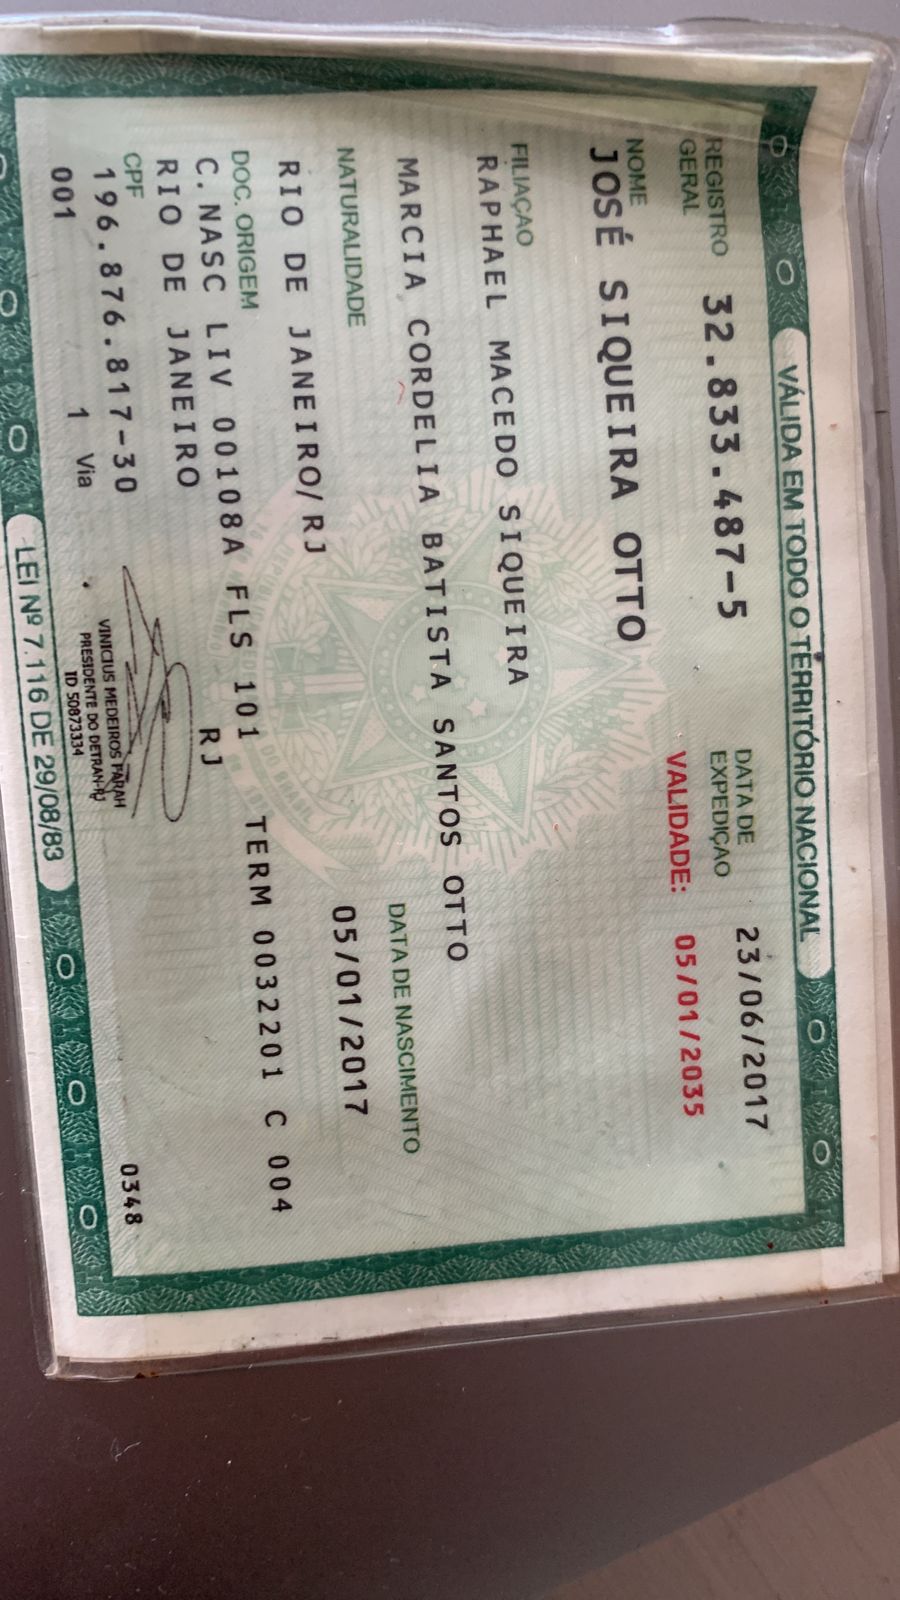 VÁLIDA EM TODO O TERRITÓRIO NACIONAL
REGISTRO GERAL 32.833.487-5 DATA DE EXPEDIÇÃO 23/06/2017
VALIDADE: 05/01/2035
NOME
JOSÉ SIQUEIRA OTTO
FILIAÇÃO
RAPHAEL MACEDO SIQUEIRA
MARCIA CORDELIA BATISTA SANTOS OTTO
NATURALIDADE DATA DE NASCIMENTO
RIO DE JANEIRO/RJ 05/01/2017
DOC. ORIGEM
C.NASC LIV 00108A FLS 101 TERM 0032201 C 004
RIO DE JANEIRO RJ
CPF
196.876.817-30
001 1 Via
VINICIUS MEDEIROS FARAH
PRESIDENTE DO DETRAN-RJ
ID 50873334
0348
LEI Nº 7.116 DE 29/08/83